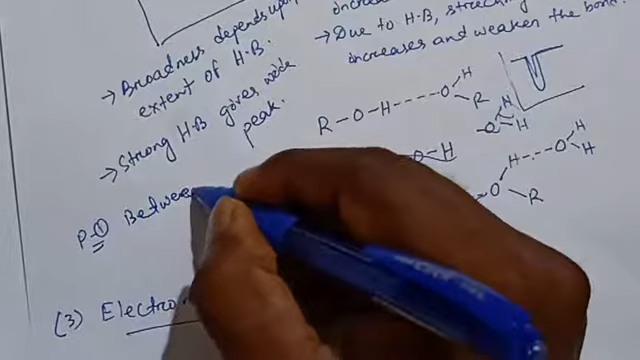 → Broadness depends upon
extent of H.B.
→ Strong H.B gives wide
peak.
→ Due to H-B, stretching
increases and weaken the bond.
R-O-H----O H R
O H H
O-H
H---O H H
O R
P-① Between
(3) Electro